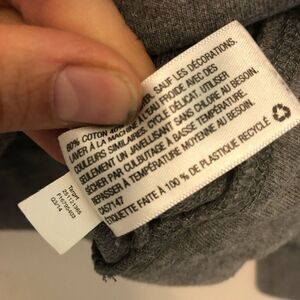 60% COTON
SAUF LES DÉCORATIONS.
LAVER À LA MACHINE À L'EAU FROIDE AVEC DES
COULEURS SIMILAIRES. CYCLE DÉLICAT. UTILISER
SEULEMENT UN JAVELLISANT SANS CHLORE AU BESOIN.
SÉCHER PAR CULBUTAGE À BASSE TEMPÉRATURE.
REPASSER À TEMPÉRATURE MOYENNE AU BESOIN.
CA57147
ÉTIQUETTE FAITE À 100 % DE PLASTIQUE RECYCLÉ
Target